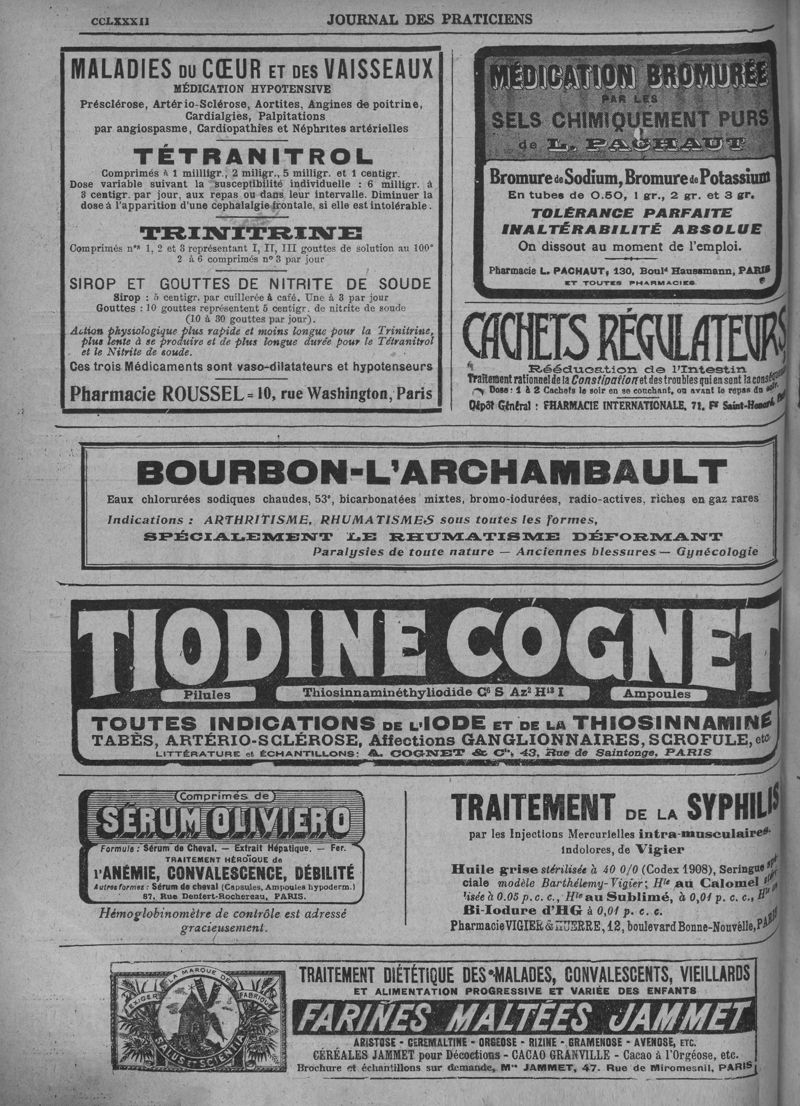 CCLXXXII
JOURNAL DES PRATICIENS
MALADIES DU CŒUR ET DES VAISSEAUX
MÉDICATION HYPOTENSIVE
Présclérose, Artério-Sclérose, Aortites, Angines de poitrine,
Cardialgies, Palpitations
par angiospasme, Cardiopathies et Néphrites artérielles
TÉTRANITROL
Comprimés à 1 millligr., 2 miligr., 5 milligr. et 1 centigr.
Dose variable suivant la susceptibilité individuelle : 6 milligr. à
3 centigr. par jour, aux repas ou dans leur intervalle. Diminuer la
dose à l'apparition d'une cephalgie frontale, si elle est intolérable.
TRINITRINE
Comprimés nos 1, 2 et 3 représentant I, II, III gouttes de solution au 100e
2 à 6 comprimés no 3 par jour
SIROP ET GOUTTES DE NITRITE DE SOUDE
Sirop : 5 centigr. par cuillerée à café. Une à 3 par jour
Gouttes : 10 gouttes représentent 5 centigr. de nitrite de soude
(10 à 30 gouttes par jour).
Action physiologique plus rapide et moins longue pour la Trinitrine,
plus lente à se produire et de plus longue durée pour le Tétranitrol
et le Nitrite de soude.
Ces trois Médicaments sont vaso-dilatateurs et hypotenseurs
Pharmacie ROUSSEL = 10, rue Washington, Paris
MÉDICATION BROMURÉE
PAR LES
SELS CHIMIQUEMENT PURS
de L. PACHAUT
Bromure de Sodium, Bromure de Potassium
En tubes de 0.50, 1 gr., 2 gr. et 3 gr.
TOLÉRANCE PARFAITE
INALTÉRABILITÉ ABSOLUE
On dissout au moment de l'emploi.
Pharmacie L. PACHAUT, 130, Bould Haussmann, PARIS
ET TOUTES PHARMACIES
CACHETS RÉGULATEURS
Rééducation de l'Intestin
Traitement rationnel de la Constipation et des troubles qui en sont la
Dose : 1 à 2 Cachets le soir en se couchant, ou avant le repas du soir.
Dépôt Général : PHARMACIE INTERNATIONALE, 71, Fg Saint-Honoré
BOURBON-L'ARCHAMBAULT
Eaux chlorurées sodiques chaudes, 53°, bicarbonatées mixtes, bromo-iodurées, radio-actives, riches en gaz rares
Indications : ARTHRITISME, RHUMATISMES sous toutes les formes,
SPÉCIALEMENT LE RHUMATISME DÉFORMANT
Paralysies de toute nature — Anciennes blessures — Gynécologie
TIODINE COGNET
Pilules
Thiosinnaminéthyliodide C5 S Az2 H13 I
Ampoules
TOUTES INDICATIONS DE L'IODE ET DE LA THIOSINNAMINE
TABÈS, ARTÉRIO-SCLÉROSE, Affections GANGLIONNAIRES, SCROFULE, etc
LITTÉRATURE et ÉCHANTILLONS: A. COGNET & Cie, 43, Rue de Saintonge, PARIS
(Comprimés de)
SÉRUM OLIVIERO
Formule : Sérum de Cheval. — Extrait Hépatique. — Fer.
TRAITEMENT HÉROÏQUE de
l'ANÉMIE, CONVALESCENCE, DÉBILITÉ
Autres formes : Sérum de cheval (Capsules, Ampoules hypoderm.)
67, Rue Denfert-Rochereau, PARIS.
Hémoglobinomètre de contrôle est adressé
gracieusement.
TRAITEMENT DE LA SYPHILIS
par les Injections Mercurielles intra-musculaires
Indolores, de Vigier
Huile grise stérilisée à 40 0/0 (Codex 1908), Seringue spé-
ciale modèle Barthélemy-Vigier ; Hle au Calomel
lisée à 0.05 p. c. c., Hle au Sublimé, à 0,01 p. c. c., Hle
Bi-Iodure d'HG à 0,01 p. c. c.
Pharmacie VIGIER & HUERRE, 12, boulevard Bonne-Nouvelle, PARIS
EXIGER LA MARQUE DE FABRIQUE
SALUS et SCIENTIA
TRAITEMENT DIÉTÉTIQUE DES MALADES, CONVALESCENTS, VIEILLARDS
ET ALIMENTATION PROGRESSIVE ET VARIÉE DES ENFANTS
FARINES MALTÉES JAMMET
ARISTOSE - CEREMALTINE - ORGEOSE - RIZINE - GRAMENOSE - AVENOSE, ETC.
CÉRÉALES JAMMET pour Décoctions - CACAO GRANVILLE - Cacao à l'Orgéose, etc.
Brochure et échantillons sur demande, Mon JAMMET, 47, Rue de Miromesnil, PARIS